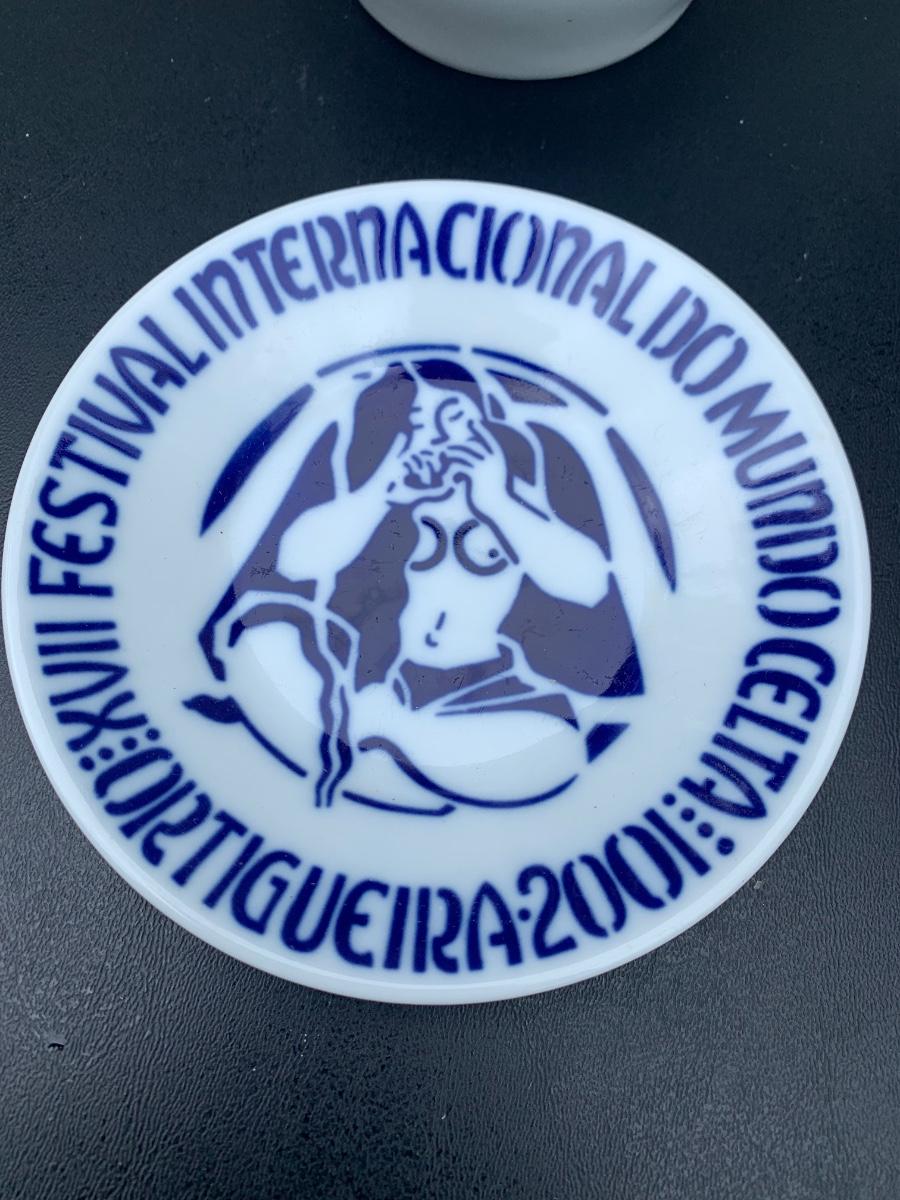 XVII FESTIVAL INTERNACIONAL DO MUNDO CELTA
ORTIGUEIRA·2001